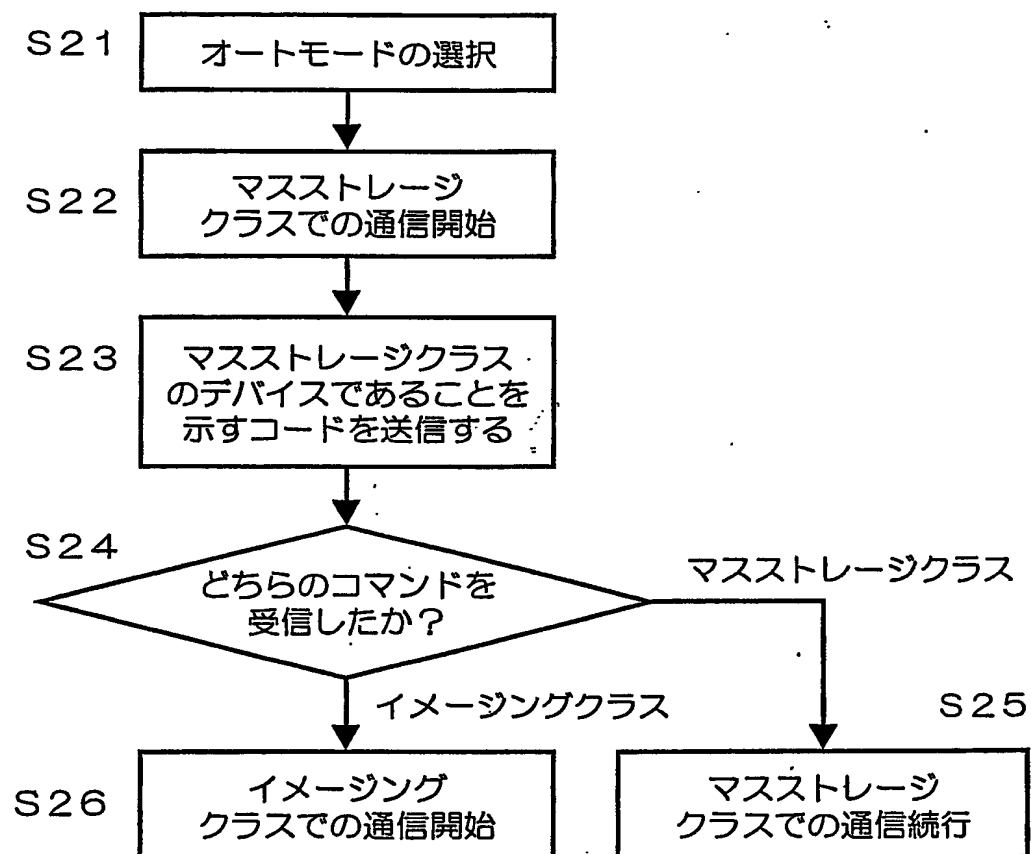 S21
オートモードの選択
S22
マスストレージ
クラスでの通信開始
S23
マスストレージクラス
のデバイスであることを
示すコードを送信する
S24
どちらのコマンドを
受信したか？
マスストレージクラス
イメージングクラス
S25
S26
イメージング
クラスでの通信開始
マスストレージ
クラスでの通信続行